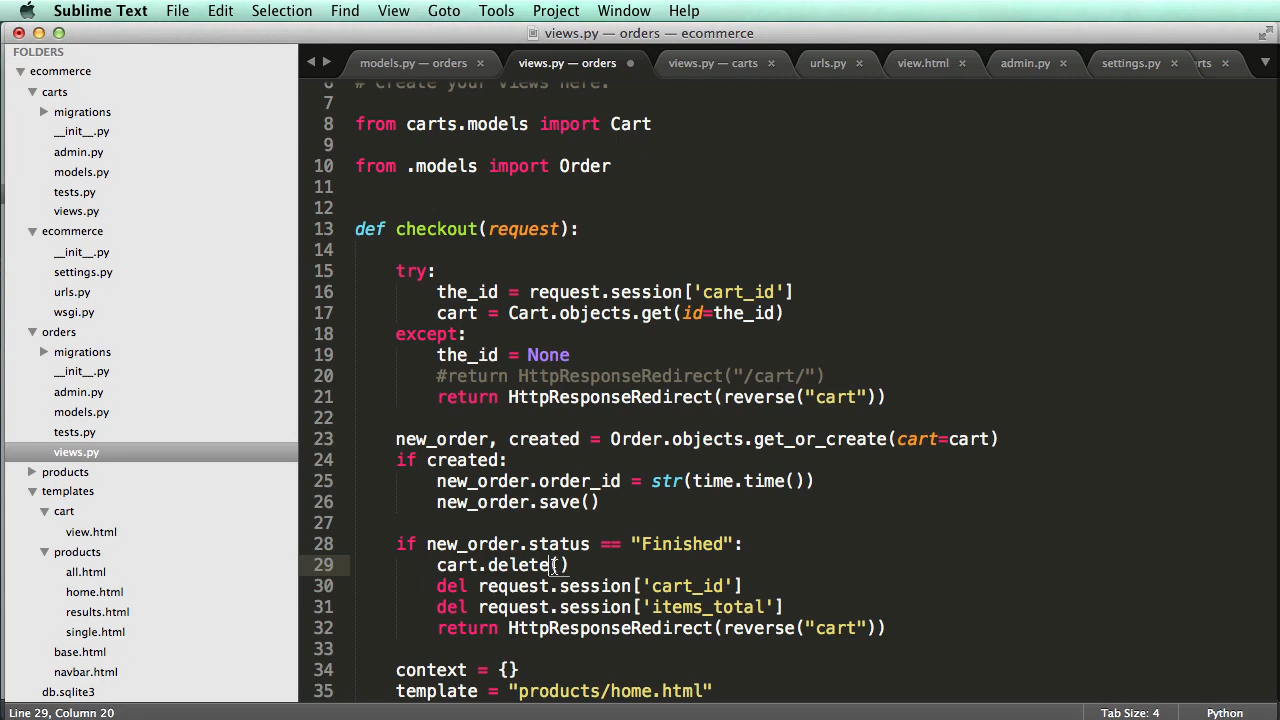 Sublime Text File Edit Selection Find View Goto Tools Project Window Help
views.py — orders — ecommerce
FOLDERS
ecommerce
carts
migrations
__init__.py
admin.py
models.py
tests.py
views.py
ecommerce
__init__.py
settings.py
urls.py
wsgi.py
orders
migrations
__init__.py
admin.py
models.py
tests.py
views.py
products
templates
cart
view.html
products
all.html
home.html
results.html
single.html
base.html
navbar.html
db.sqlite3
models.py — orders views.py — orders views.py — carts urls.py view.html admin.py settings.py rts
6 # Create your views here.
7
8 from carts.models import Cart
9
10 from .models import Order
11
12
13 def checkout(request):
14
15 try:
16 the_id = request.session['cart_id']
17 cart = Cart.objects.get(id=the_id)
18 except:
19 the_id = None
20 #return HttpResponseRedirect("/cart/")
21 return HttpResponseRedirect(reverse("cart"))
22
23 new_order, created = Order.objects.get_or_create(cart=cart)
24 if created:
25 new_order.order_id = str(time.time())
26 new_order.save()
27
28 if new_order.status == "Finished":
29 cart.delete()
30 del request.session['cart_id']
31 del request.session['items_total']
32 return HttpResponseRedirect(reverse("cart"))
33
34 context = {}
35 template = "products/home.html"
Line 29, Column 20 Tab Size: 4 Python